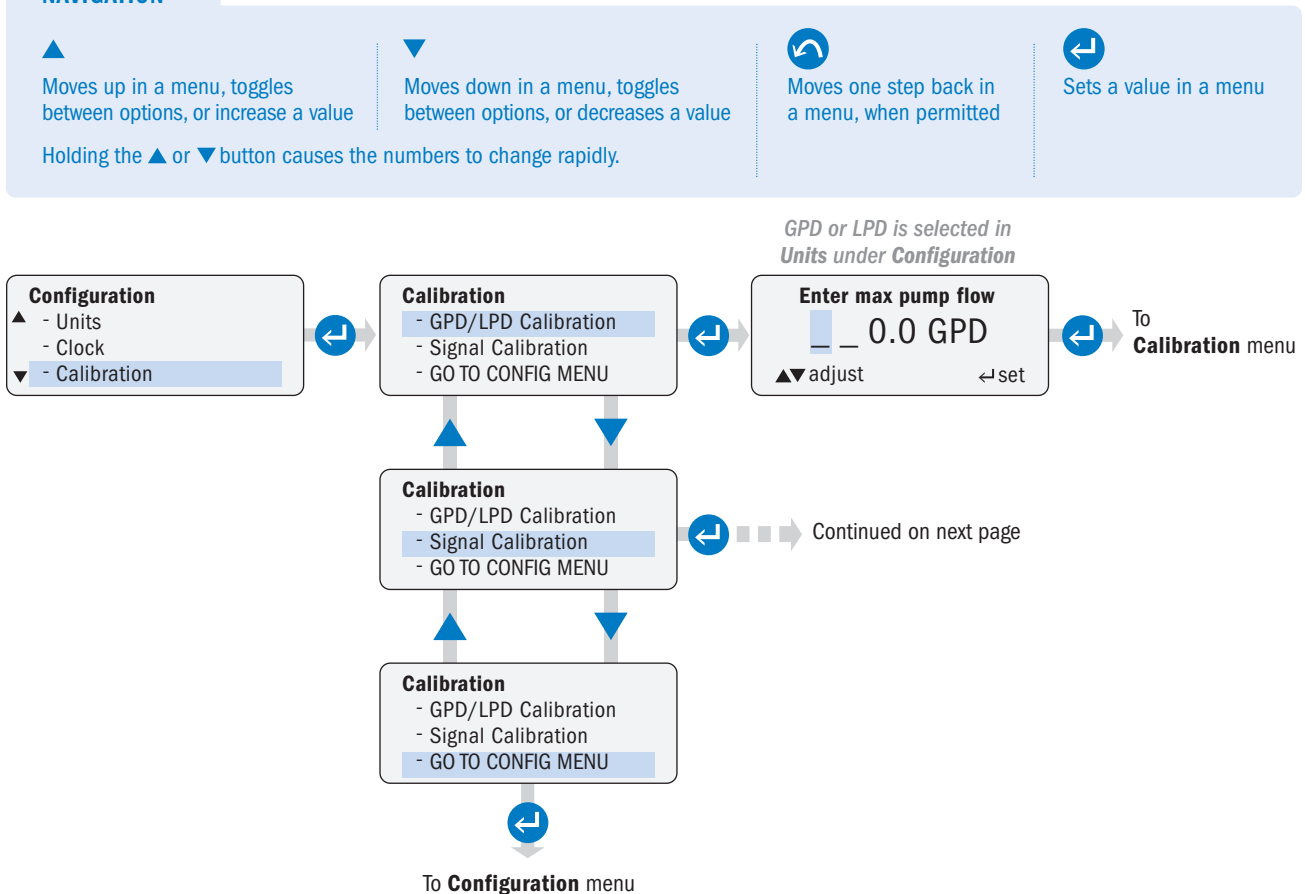 NAVIGATION
▲
Moves up in a menu, toggles
between options, or increase a value
▼
Moves down in a menu, toggles
between options, or decreases a value
Moves one step back in
a menu, when permitted
Sets a value in a menu
Holding the ▲ or ▼ button causes the numbers to change rapidly.
GPD or LPD is selected in
Units under Configuration
Configuration
▲ - Units
- Clock
▼ - Calibration
Calibration
- GPD/LPD Calibration
- Signal Calibration
- GO TO CONFIG MENU
Enter max pump flow
_ _ 0.0 GPD
▲▼ adjust ↵ set
To
Calibration menu
Calibration
- GPD/LPD Calibration
- Signal Calibration
- GO TO CONFIG MENU
Continued on next page
Calibration
- GPD/LPD Calibration
- Signal Calibration
- GO TO CONFIG MENU
To Configuration menu